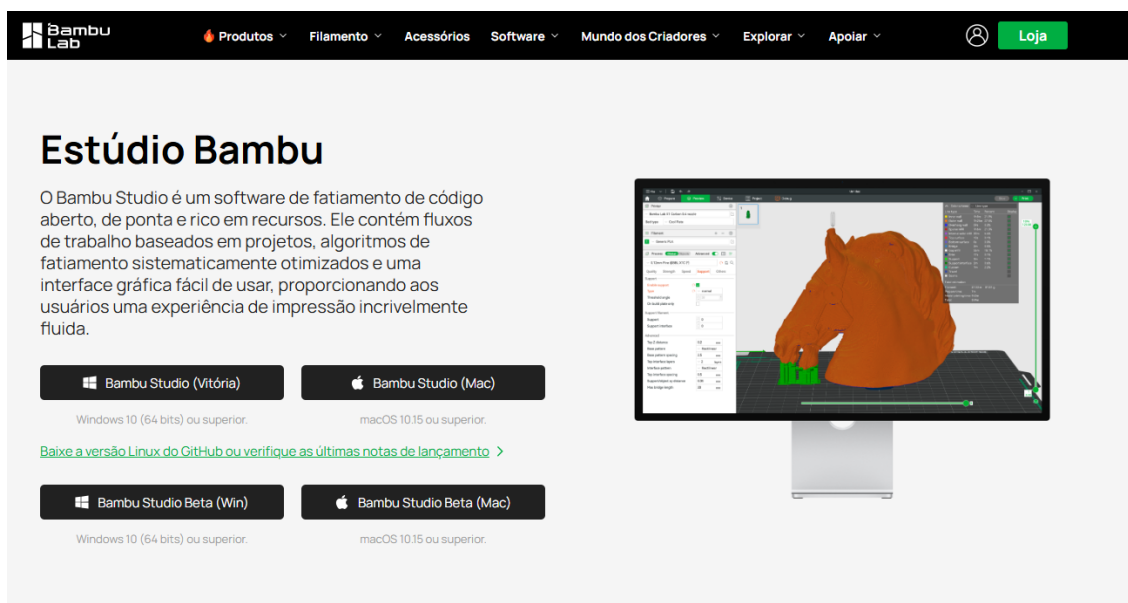 Bambu
Lab
Produtos
Filamento
Acessórios
Software
Mundo dos Criadores
Explorar
Apoiar
Loja
Estúdio Bambu
O Bambu Studio é um software de fatiamento de código
aberto, de ponta e rico em recursos. Ele contém fluxos
de trabalho baseados em projetos, algoritmos de
fatiamento sistematicamente otimizados e uma
interface gráfica fácil de usar, proporcionando aos
usuários uma experiência de impressão incrivelmente
fluida.
Bambu Studio (Vitória)
Bambu Studio (Mac)
Windows 10 (64 bits) ou superior.
macOS 10.15 ou superior.
Baixe a versão Linux do GitHub ou verifique as últimas notas de lançamento
Bambu Studio Beta (Win)
Bambu Studio Beta (Mac)
Windows 10 (64 bits) ou superior.
macOS 10.15 ou superior.